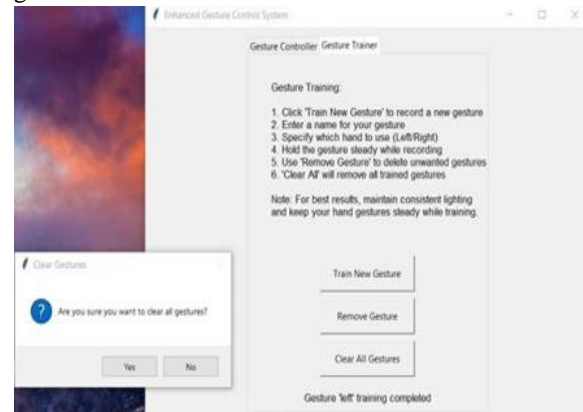 Enhanced Gesture Control System
Gesture Controller Gesture Trainer
Gesture Training:
1. Click 'Train New Gesture' to record a new gesture
2. Enter a name for your gesture
3. Specify which hand to use (Left/Right)
4. Hold the gesture steady while recording
5. Use 'Remove Gesture' to delete unwanted gestures
6. 'Clear All' will remove all trained gestures
Note: For best results, maintain consistent lighting
and keep your hand gestures steady while training.
Train New Gesture
Remove Gesture
Clear All Gestures
Gesture 'left' training completed
Clear Gestures
Are you sure you want to clear all gestures?
Yes No